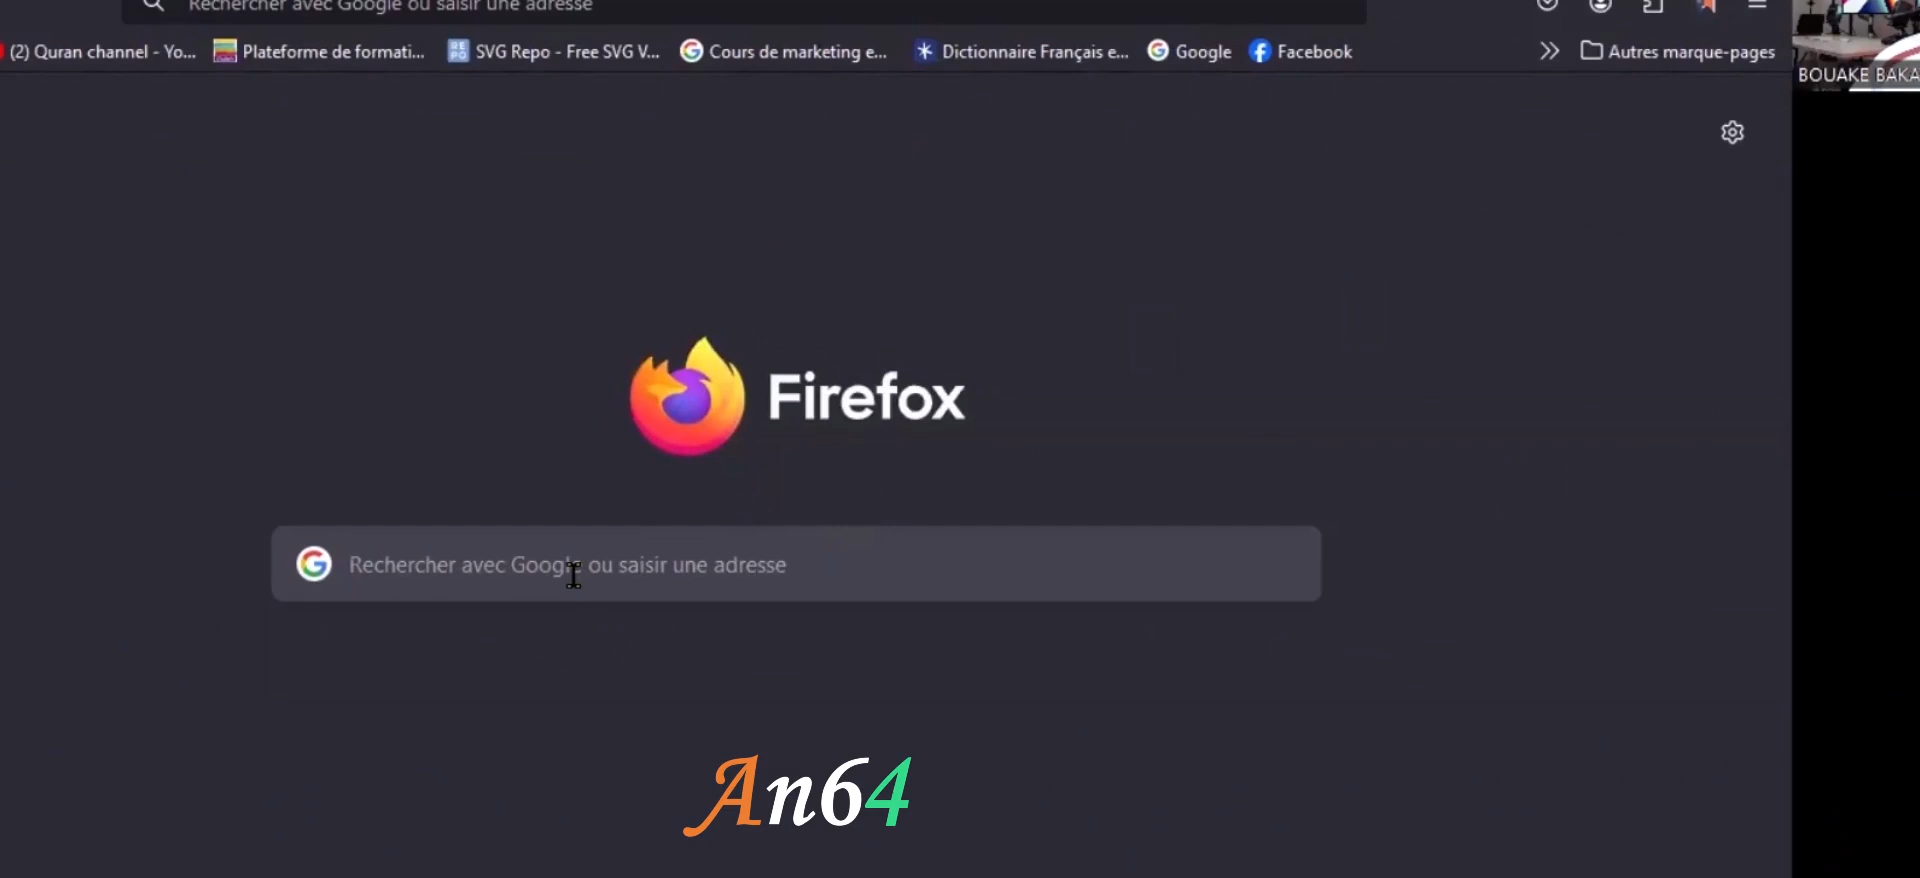 Rechercher avec Google ou saisir une adresse
(2) Quran channel - Yo... Plateforme de formati... SVG Repo - Free SVG V... Cours de marketing e... Dictionnaire Français e... Google Facebook Autres marque-pages
BOUAKE BAKA
Firefox
Rechercher avec Google ou saisir une adresse
An64